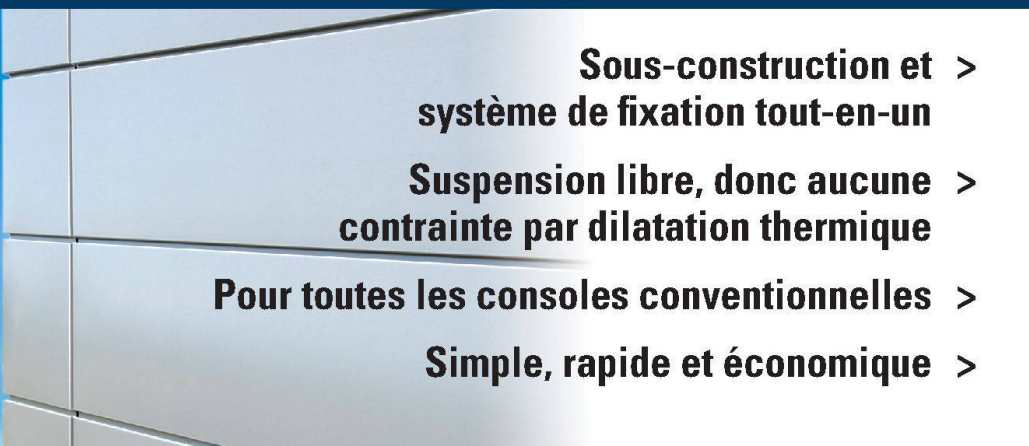 Sous-construction et >
système de fixation tout-en-un
Suspension libre, donc aucune >
contrainte par dilatation thermique
Pour toutes les consoles conventionnelles >
Simple, rapide et économique >